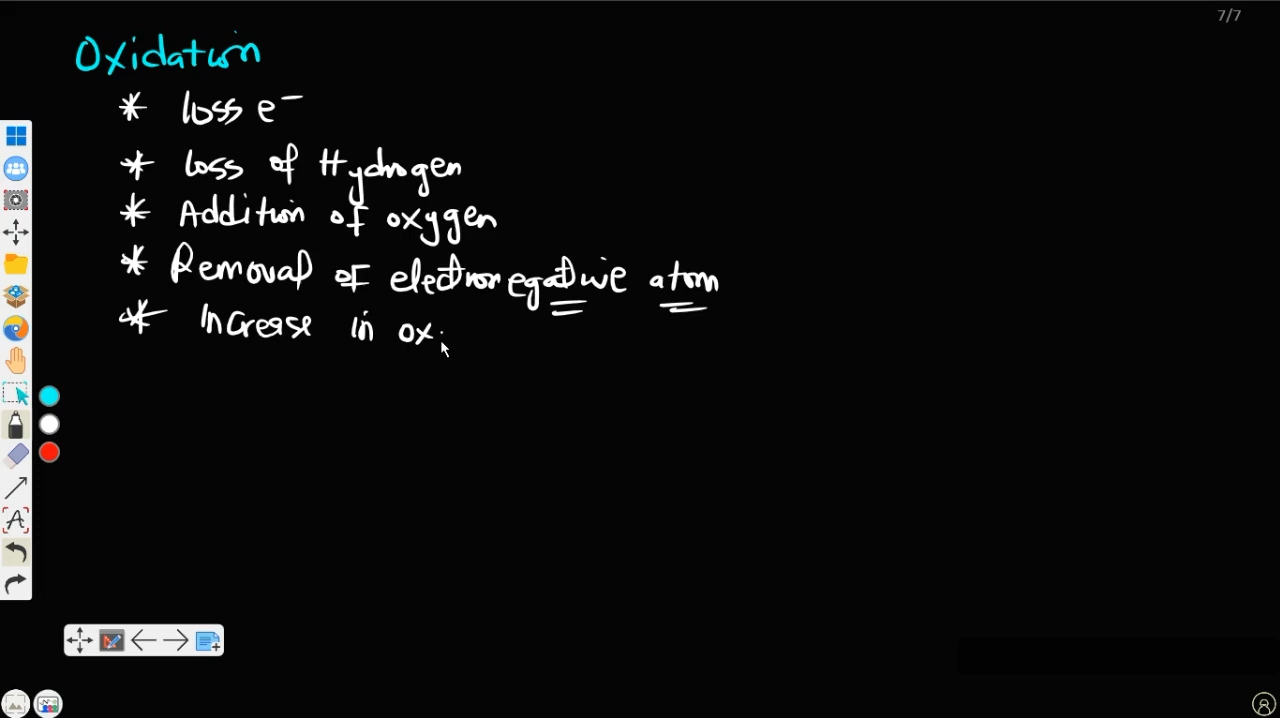 7/7
Oxidation
* Loss e⁻
* Loss of Hydrogen
* Addition of oxygen
* Removal of electronegative atom
* Increase in ox.